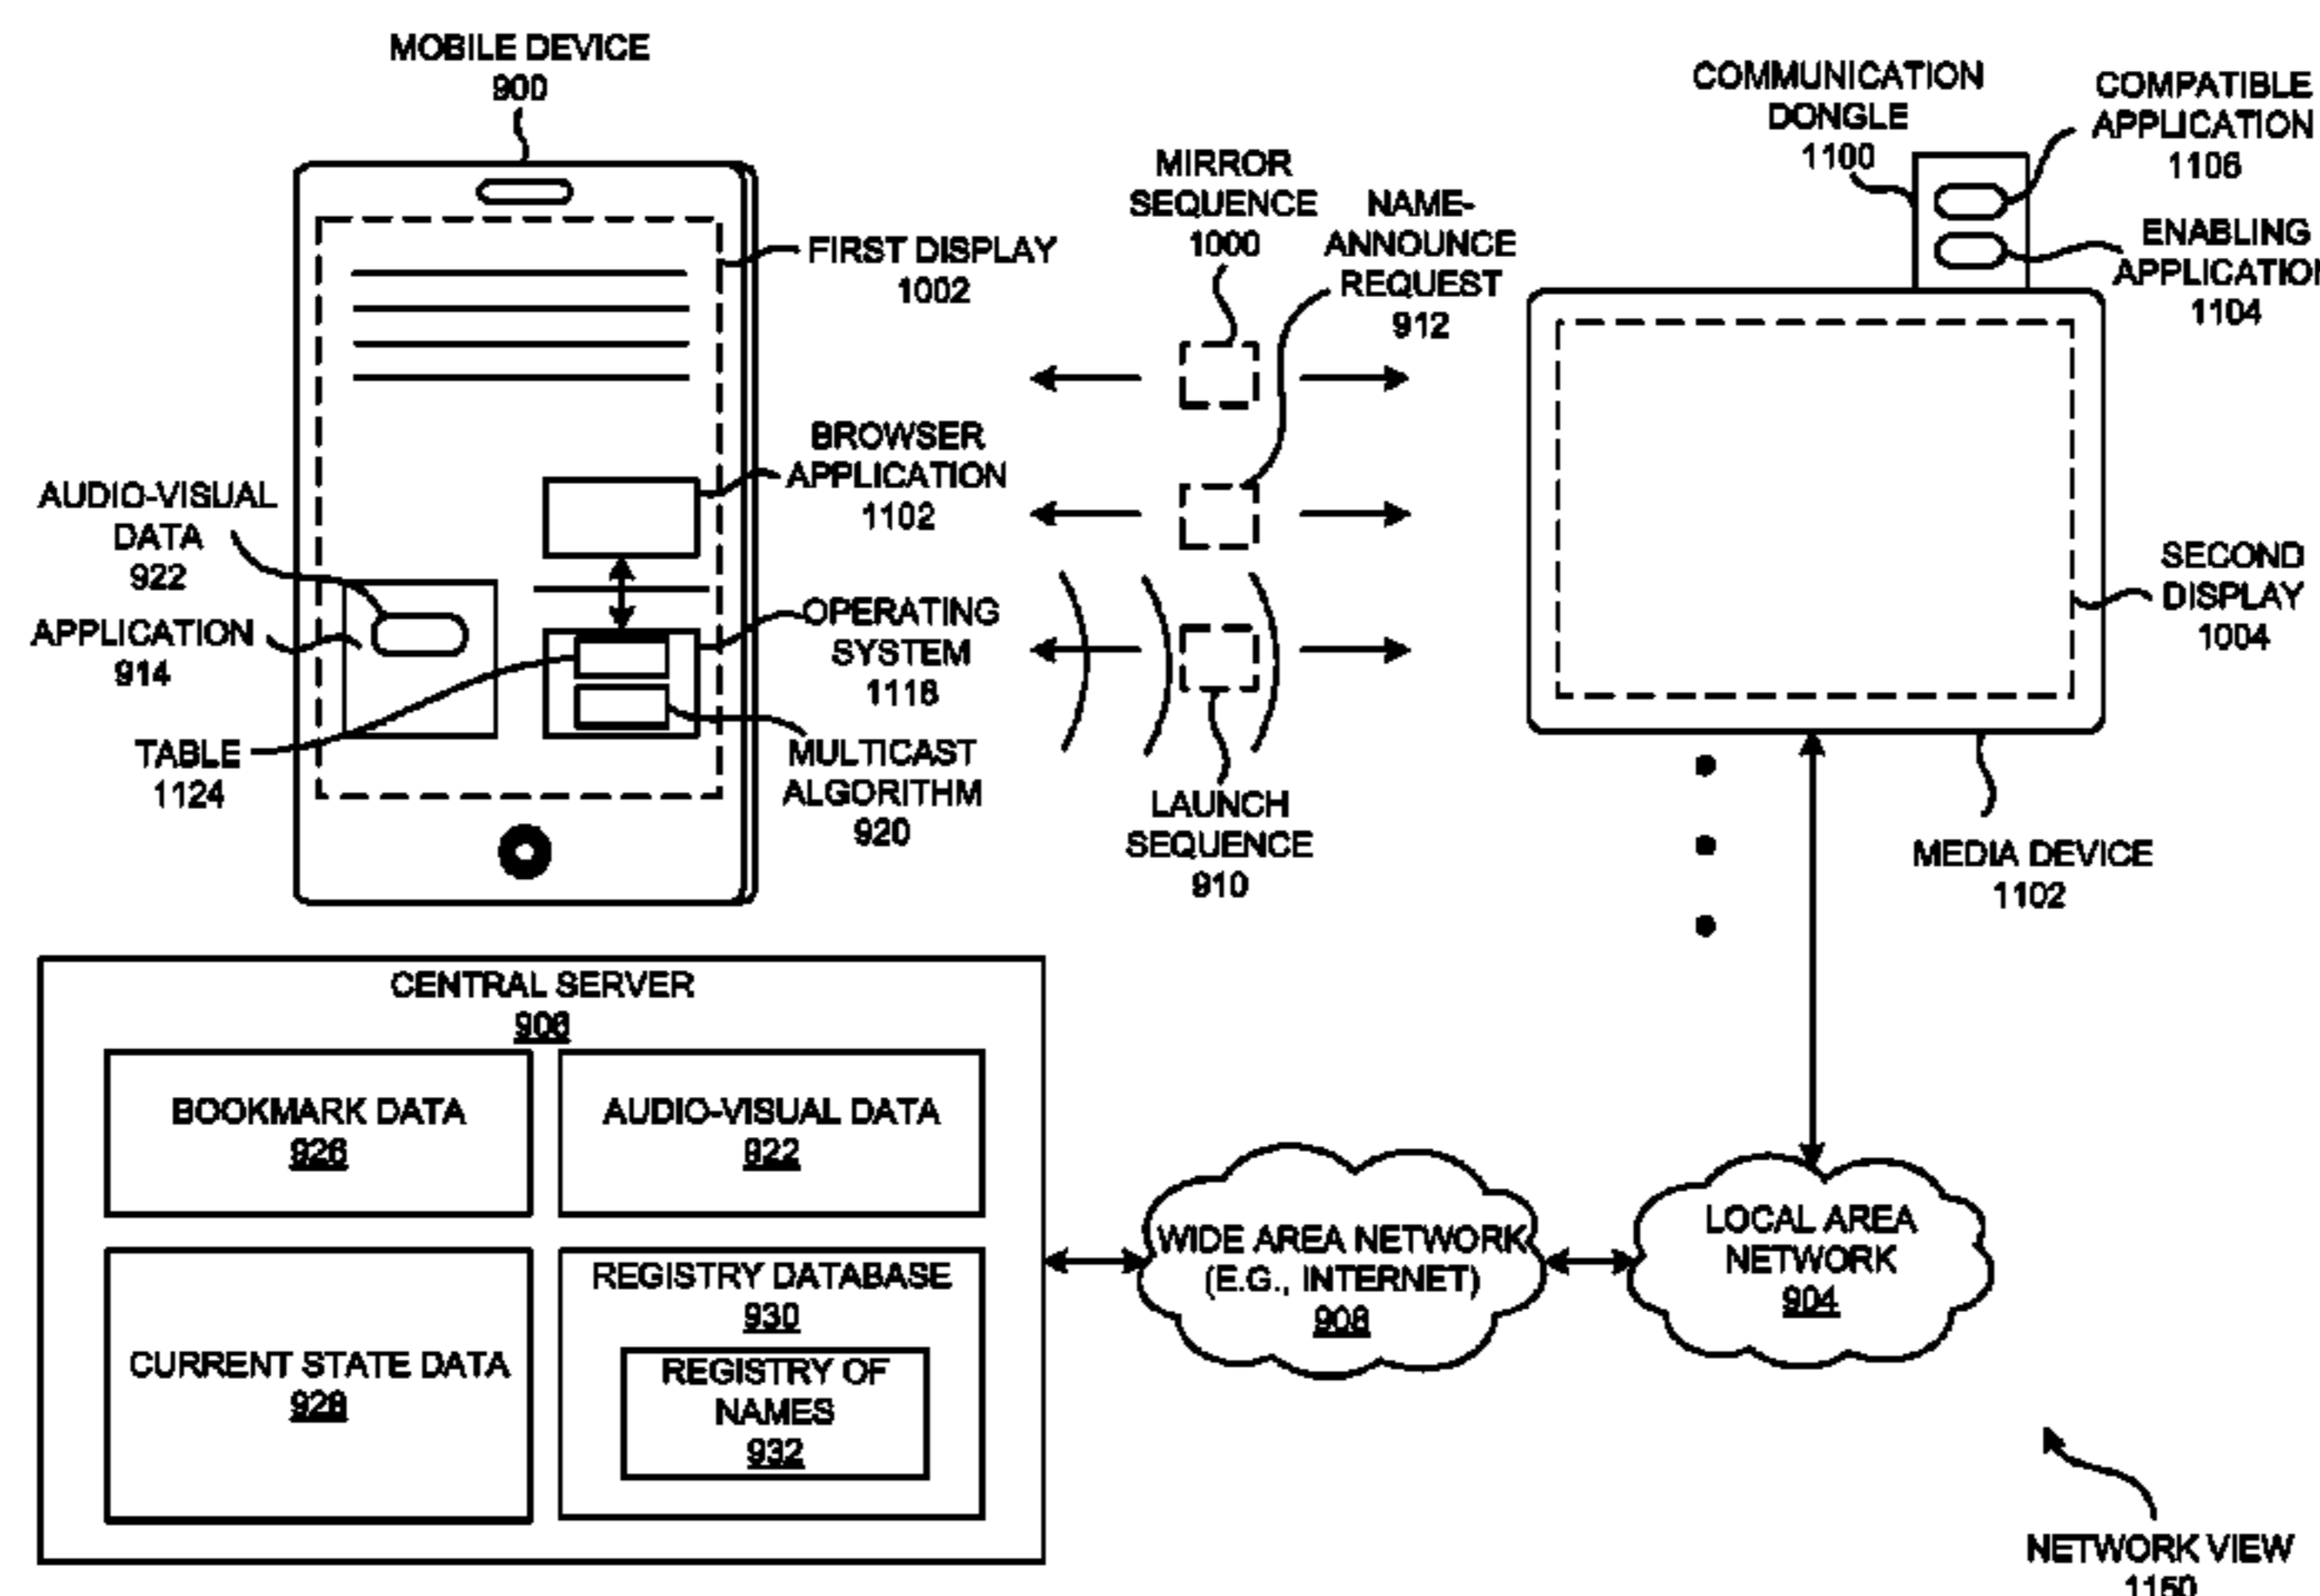 MOBILE DEVICE
900
FIRST DISPLAY
1002
BROWSER
APPLICATION
1102
AUDIO-VISUAL
DATA
922
APPLICATION
914
OPERATING
SYSTEM
1118
TABLE
1124
MULTICAST
ALGORITHM
920
MIRROR
SEQUENCE
1000
NAME-
ANNOUNCE
REQUEST
912
LAUNCH
SEQUENCE
910
COMMUNICATION
DONGLE
1100
COMPATIBLE
APPLICATION
1106
ENABLING
APPLICATION
1104
SECOND
DISPLAY
1004
MEDIA DEVICE
1102
CENTRAL SERVER
906
BOOKMARK DATA
926
AUDIO-VISUAL DATA
922
CURRENT STATE DATA
928
REGISTRY DATABASE
930
REGISTRY OF
NAMES
932
WIDE AREA NETWORK
(E.G., INTERNET)
908
LOCAL AREA
NETWORK
904
NETWORK VIEW
1150